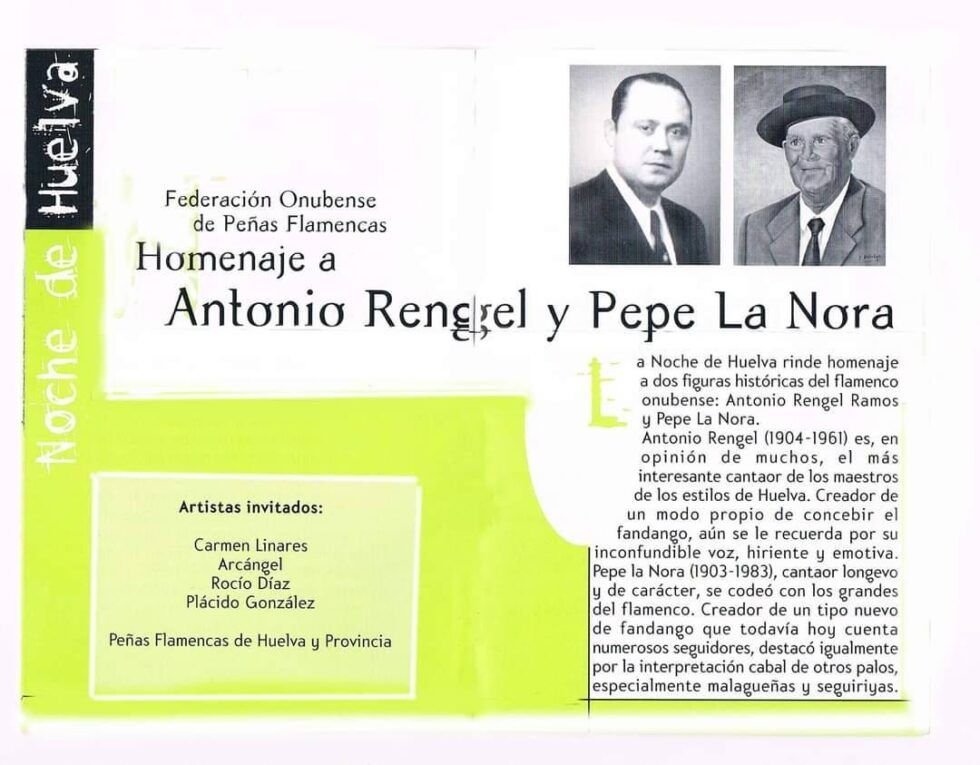 Noche de Huelva
Federación Onubense
de Peñas Flamencas
Homenaje a
Antonio Renggel y Pepe La Nora
La Noche de Huelva rinde homenaje
a dos figuras históricas del flamenco
onubense: Antonio Rengel Ramos
y Pepe La Nora.
Antonio Rengel (1904-1961) es, en
opinión de muchos, el más
interesante cantaor de los maestros
de los estilos de Huelva. Creador de
un modo propio de concebir el
fandango, aún se le recuerda por su
inconfundible voz, hiriente y emotiva.
Pepe la Nora (1903-1983), cantaor longevo
y de carácter, se codeó con los grandes
del flamenco. Creador de un tipo nuevo
de fandango que todavía hoy cuenta
numerosos seguidores, destacó igualmente
por la interpretación cabal de otros palos,
especialmente malagueñas y seguiriyas.
Artistas invitados:
Carmen Linares
Arcángel
Rocío Díaz
Plácido González
Peñas Flamencas de Huelva y Provincia